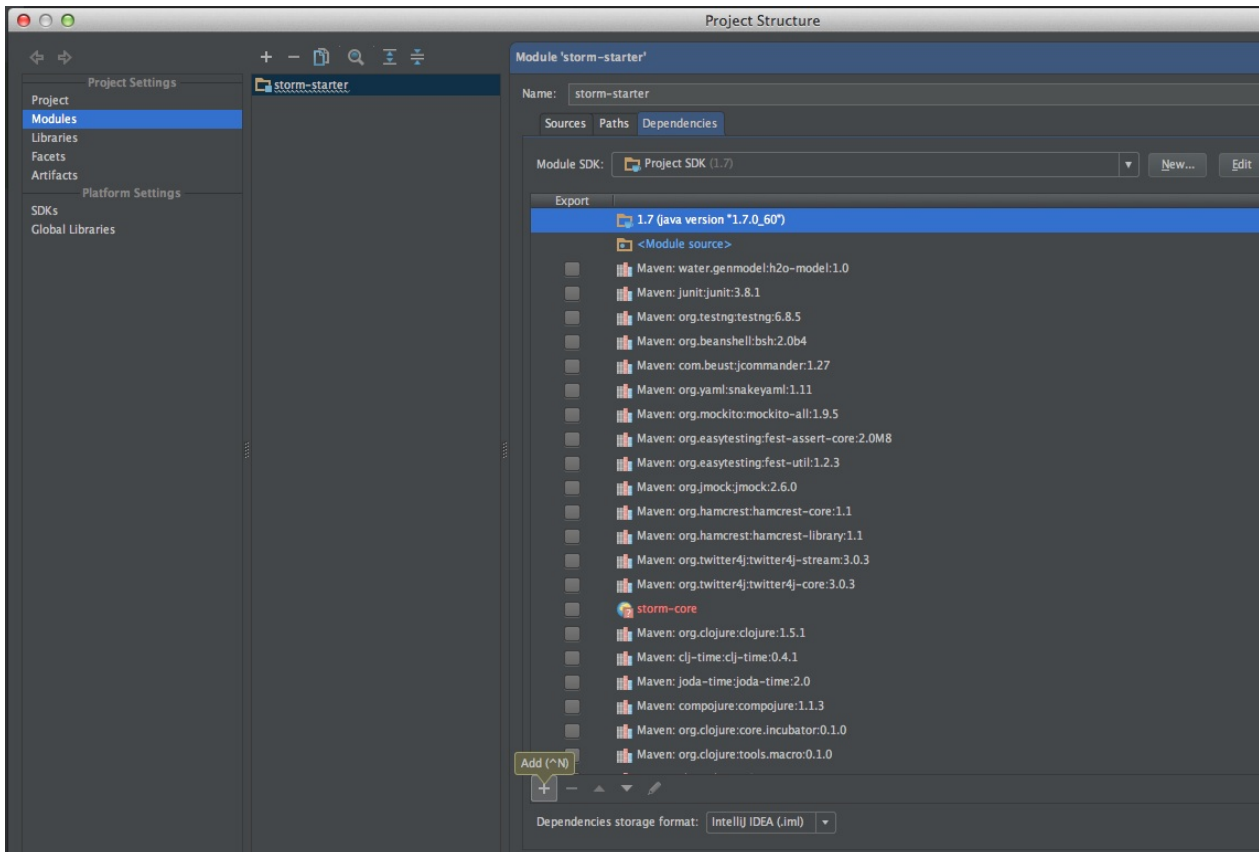 Project Structure
Project Settings
Project
Modules
Libraries
Facets
Artifacts
Platform Settings
SDKs
Global Libraries
storm-starter
Module 'storm-starter'
Name: storm-starter
Sources Paths Dependencies
Module SDK: Project SDK (1.7) New... Edit
Export
1.7 (java version "1.7.0_60")
<Module source>
Maven: water.genmodel:h2o-model:1.0
Maven: junit:junit:3.8.1
Maven: org.testng:testng:6.8.5
Maven: org.beanshell:bsh:2.0b4
Maven: com.beust:jcommander:1.27
Maven: org.yaml:snakeyaml:1.11
Maven: org.mockito:mockito-all:1.9.5
Maven: org.easytesting:fest-assert-core:2.0M8
Maven: org.easytesting:fest-util:1.2.3
Maven: org.jmock:jmock:2.6.0
Maven: org.hamcrest:hamcrest-core:1.1
Maven: org.hamcrest:hamcrest-library:1.1
Maven: org.twitter4j:twitter4j-stream:3.0.3
Maven: org.twitter4j:twitter4j-core:3.0.3
storm-core
Maven: org.clojure:clojure:1.5.1
Maven: clj-time:clj-time:0.4.1
Maven: joda-time:joda-time:2.0
Maven: compojure:compojure:1.1.3
Maven: org.clojure:core.incubator:0.1.0
Maven: org.clojure:tools.macro:0.1.0
Add (^N)
Dependencies storage format: IntelliJ IDEA (.iml)